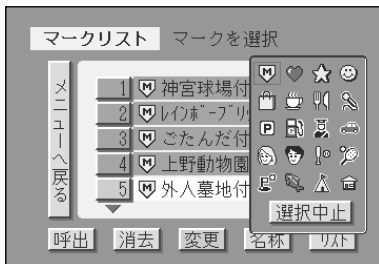 マークリスト マークを選択
メニューへ戻る
1 M 神宮球場付
2 M レインボーブリッ
3 M ごたんだ付
4 M 上野動物園
5 M 外人墓地付
M
P
選択中止
呼出 消去 変更 名称 リスト